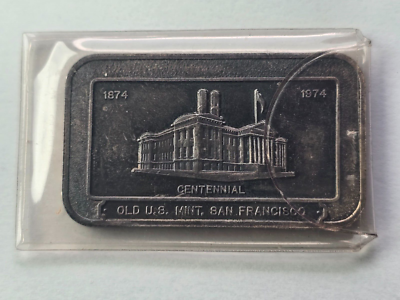 1874 1974
CENTENNIAL
OLD U.S. MINT, SAN FRANCISCO